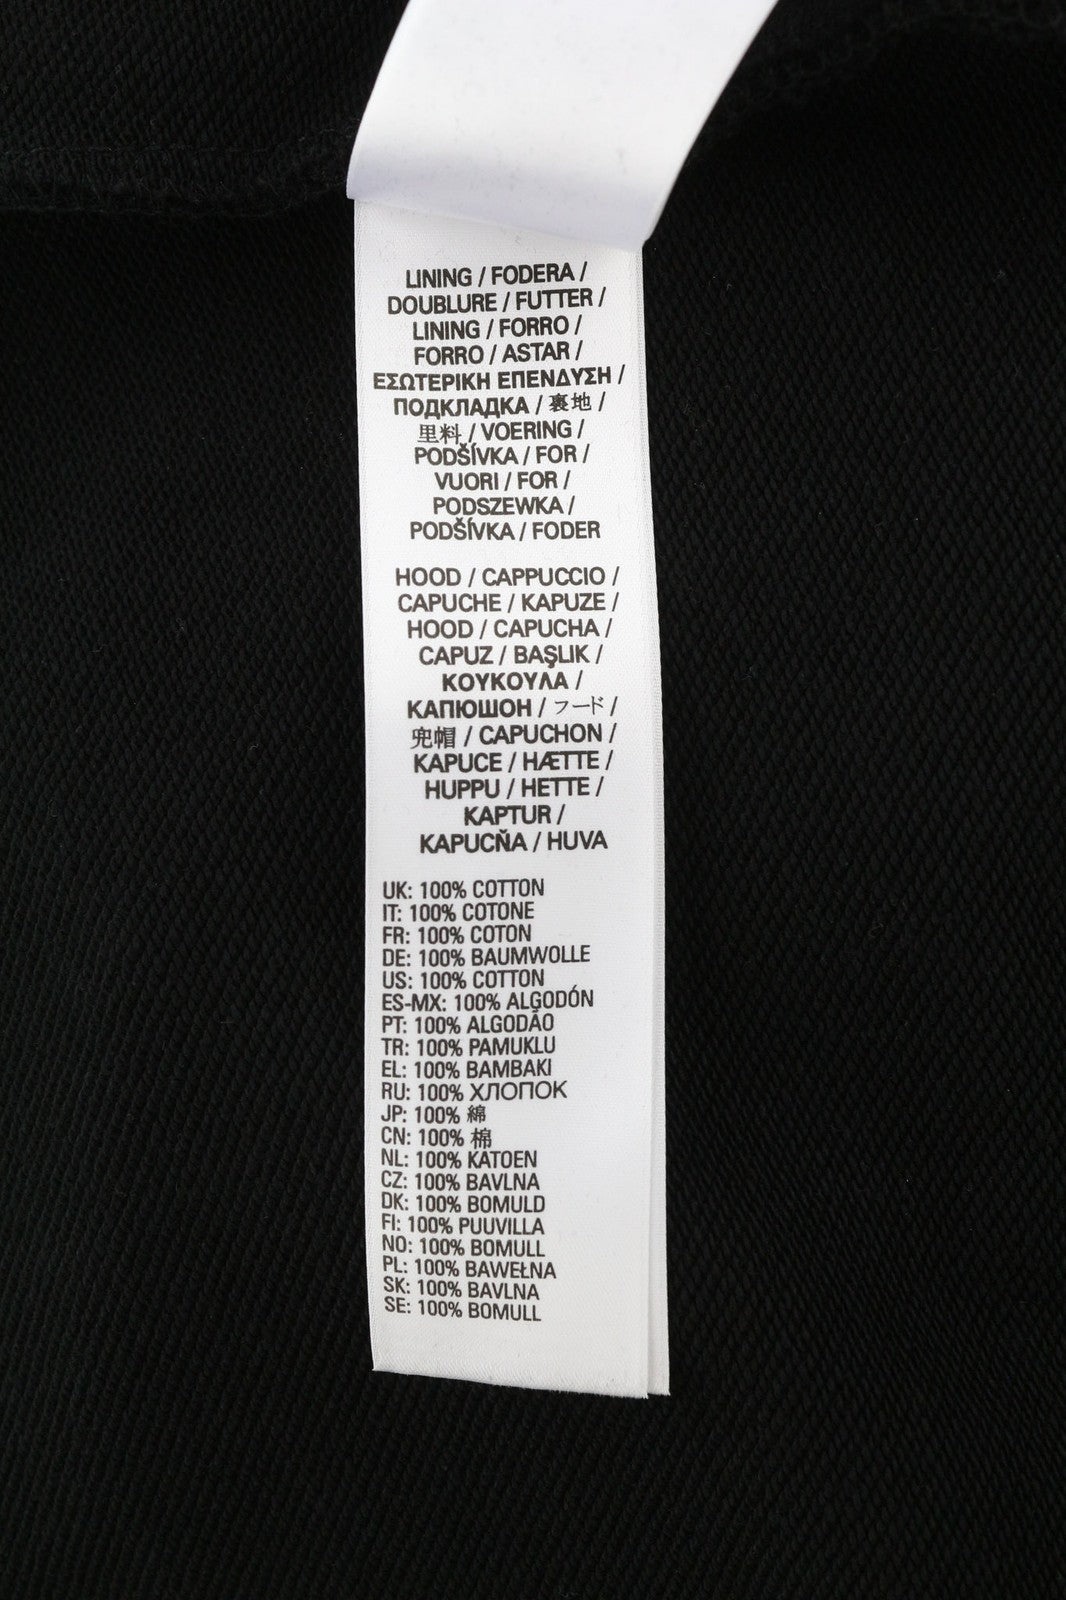 LINING / FODERA /
DOUBLURE / FUTTER /
LINING / FORRO /
FORRO / ASTAR /
ΕΣΩΤΕΡΙΚΗ ΕΠΕΝΔΥΣΗ /
ПОДКЛАДКА / 裏地 /
里料 / VOERING /
PODŠÍVKA / FOR /
VUORI / FOR /
PODSZEWKA /
PODŠÍVKA / FODER
HOOD / CAPPUCCIO /
CAPUCHE / KAPUZE /
HOOD / CAPUCHA /
CAPUZ / BAŞLIK /
ΚΟΥΚΟΥΛΑ /
КАПЮШОН / フード /
兜帽 / CAPUCHON /
KAPUCE / HÆTTE /
HUPPU / HETTE /
KAPTUR /
KAPUCŇA / HUVA
UK: 100% COTTON
IT: 100% COTONE
FR: 100% COTON
DE: 100% BAUMWOLLE
US: 100% COTTON
ES-MX: 100% ALGODÓN
PT: 100% ALGODÃO
TR: 100% PAMUKLU
EL: 100% ΒΑΜΒΑΚΙ
RU: 100% ХЛОПОК
JP: 100% 綿
CN: 100% 棉
NL: 100% KATOEN
CZ: 100% BAVLNA
DK: 100% BOMULD
FI: 100% PUUVILLA
NO: 100% BOMULL
PL: 100% BAWEŁNA
SK: 100% BAVLNA
SE: 100% BOMULL